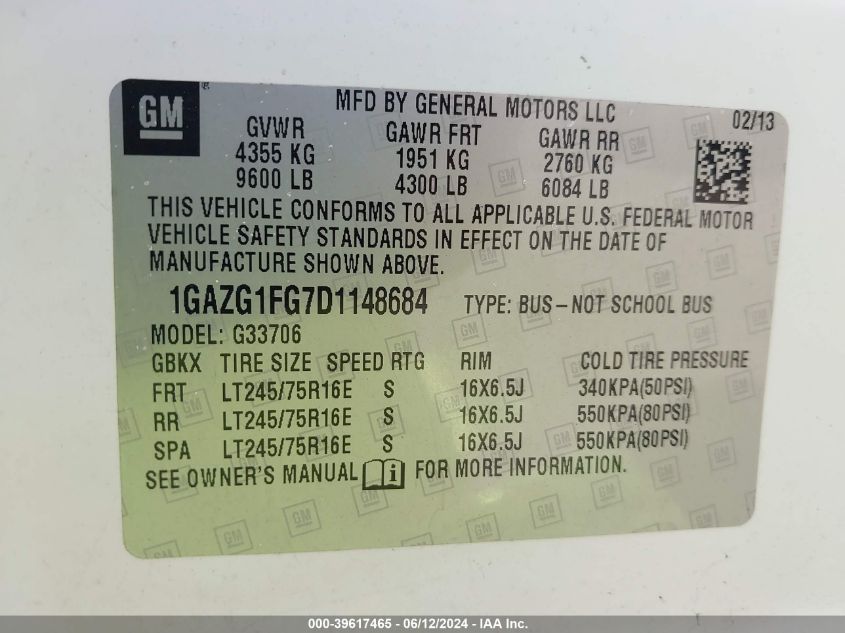 GM ®
MFD BY GENERAL MOTORS LLC 02/13
GVWR GAWR FRT GAWR RR
4355 KG 1951 KG 2760 KG
9600 LB 4300 LB 6084 LB
THIS VEHICLE CONFORMS TO ALL APPLICABLE U.S. FEDERAL MOTOR
VEHICLE SAFETY STANDARDS IN EFFECT ON THE DATE OF
MANUFACTURE SHOWN ABOVE.
1GAZG1FG7D1148684 TYPE: BUS–NOT SCHOOL BUS
MODEL: G33706
GBKX TIRE SIZE SPEED RTG RIM COLD TIRE PRESSURE
FRT LT245/75R16E S 16X6.5J 340KPA(50PSI)
RR LT245/75R16E S 16X6.5J 550KPA(80PSI)
SPA LT245/75R16E S 16X6.5J 550KPA(80PSI)
SEE OWNER'S MANUAL i FOR MORE INFORMATION.
000-39617465 - 06/12/2024 - IAA Inc.